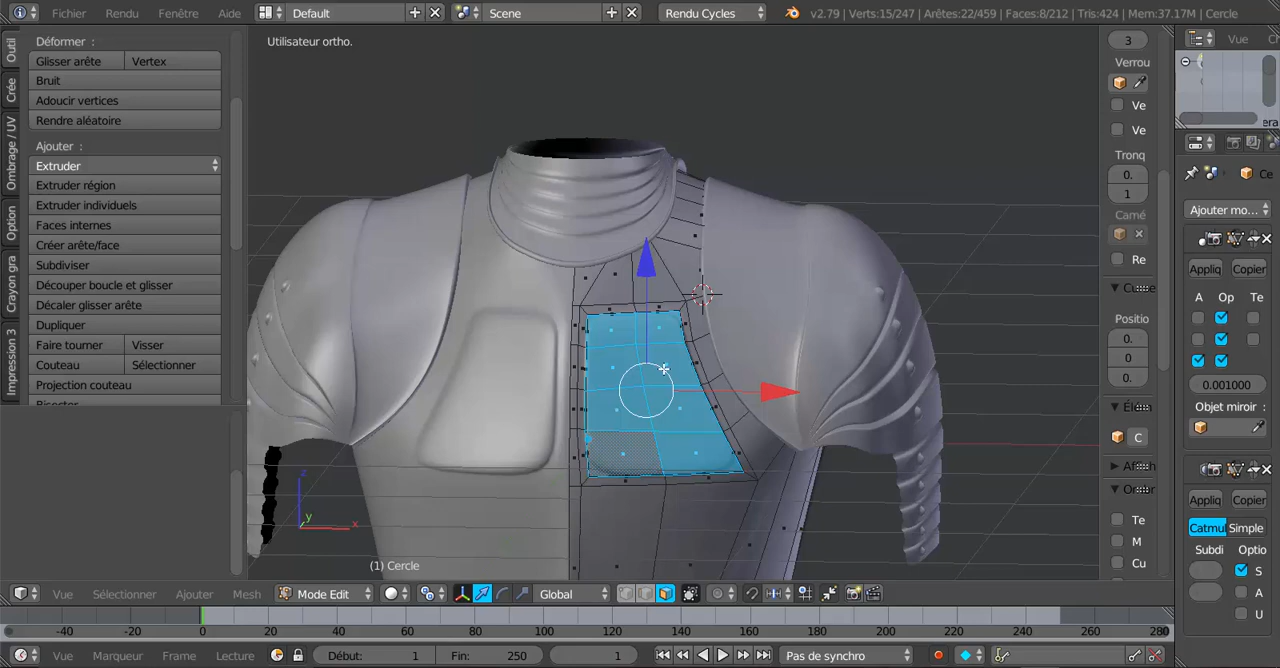 Fichier Rendu Fenêtre Aide Default Scene Rendu Cycles v2.79 | Verts:15/247 | Arêtes:22/459 | Faces:8/212 | Tris:424 | Mem:37.17M | Cercle
Outil
Crée
Ombrage / UV
Option
Crayon gra
Impression 3
Déformer :
Glisser arête Vertex
Bruit
Adoucir vertices
Rendre aléatoire
Ajouter :
Extruder
Extruder région
Extruder individuels
Faces internes
Créer arête/face
Subdiviser
Découper boucle et glisser
Décaler glisser arête
Dupliquer
Faire tourner Visser
Couteau Sélectionner
Projection couteau
Utilisateur ortho.
z
y
x
(1) Cercle
3
Verrou
Ve
Ve
Tronq
0.
1
Camé
Re
Positio
0.
0
0.
C
Te
M
Cu
Vue
era
Ce
Ajouter mo...
Appliq Copier
A Op Te
0.001000
Objet miroir :
Appliq Copier
Catmu Simple
Subdi Optio
S
A
U
Vue Sélectionner Ajouter Mesh Mode Edit Global
-40 -20 0 20 40 60 80 100 120 140 160 180 200 220 240 260 280
Vue Marqueur Frame Lecture Début: 1 Fin: 250 1 Pas de synchro